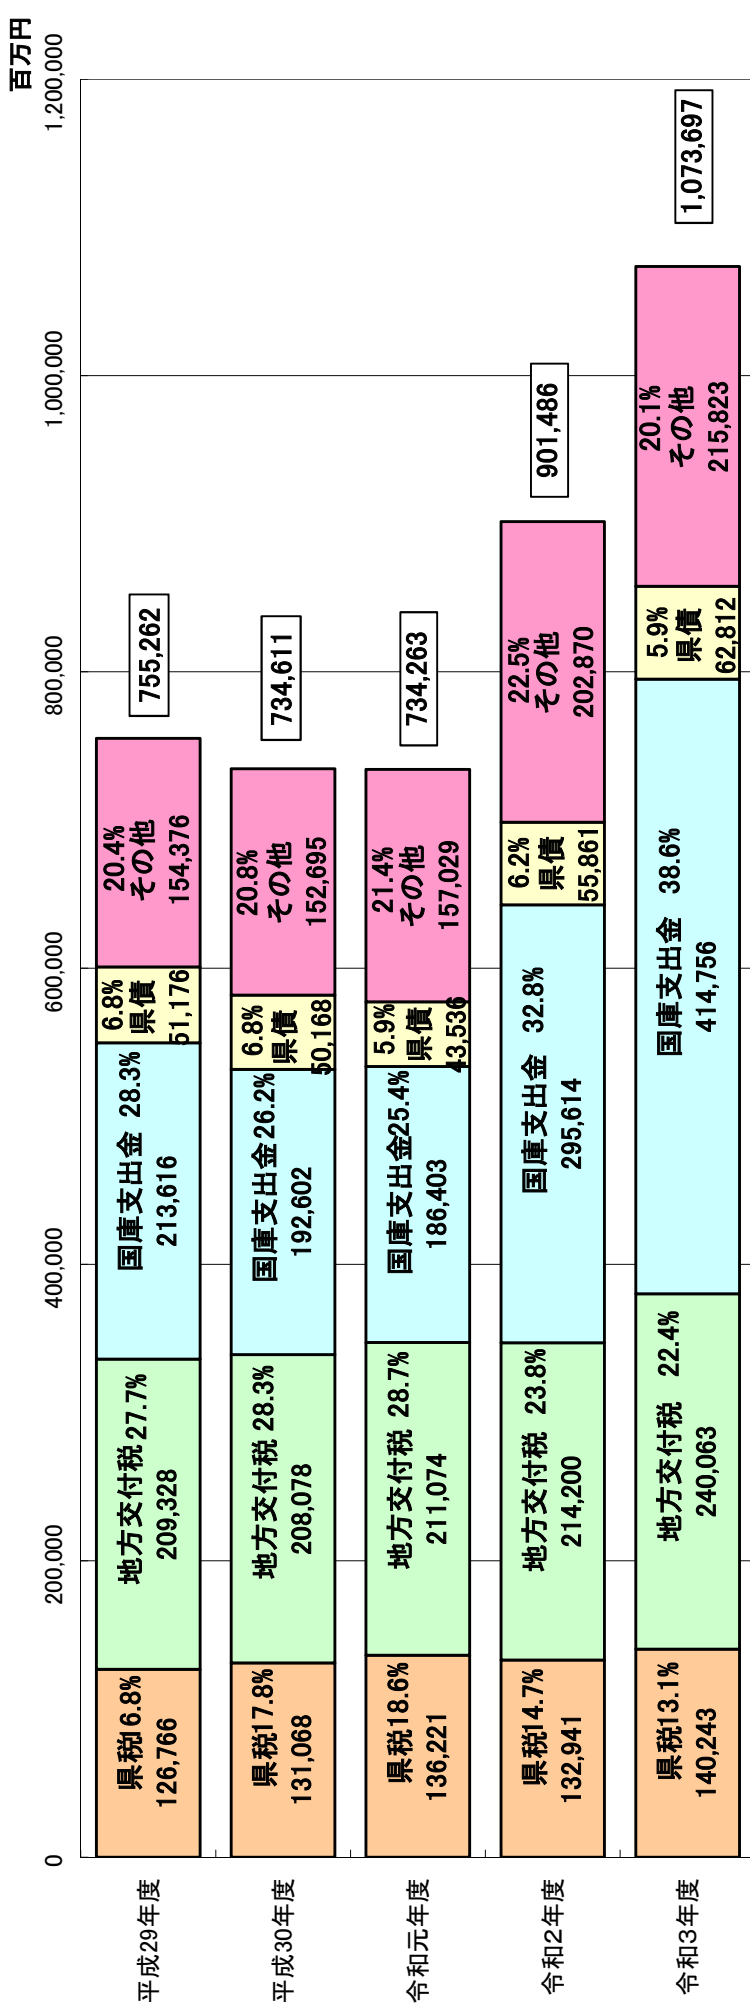 百万円
0
200,000
400,000
600,000
800,000
1,000,000
1,200,000
平成29年度
県税16.8%
126,766
地方交付税27.7%
209,328
国庫支出金 28.3%
213,616
6.8%
県債
51,176
20.4%
その他
154,376
755,262
平成30年度
県税17.8%
131,068
地方交付税 28.3%
208,078
国庫支出金26.2%
192,602
6.8%
県債
50,168
20.8%
その他
152,695
734,611
令和元年度
県税18.6%
136,221
地方交付税 28.7%
211,074
国庫支出金25.4%
186,403
5.9%
県債
43,536
21.4%
その他
157,029
734,263
令和2年度
県税14.7%
132,941
地方交付税 23.8%
214,200
国庫支出金 32.8%
295,614
6.2%
県債
55,861
22.5%
その他
202,870
901,486
令和3年度
県税13.1%
140,243
地方交付税 22.4%
240,063
国庫支出金 38.6%
414,756
5.9%
県債
62,812
20.1%
その他
215,823
1,073,697